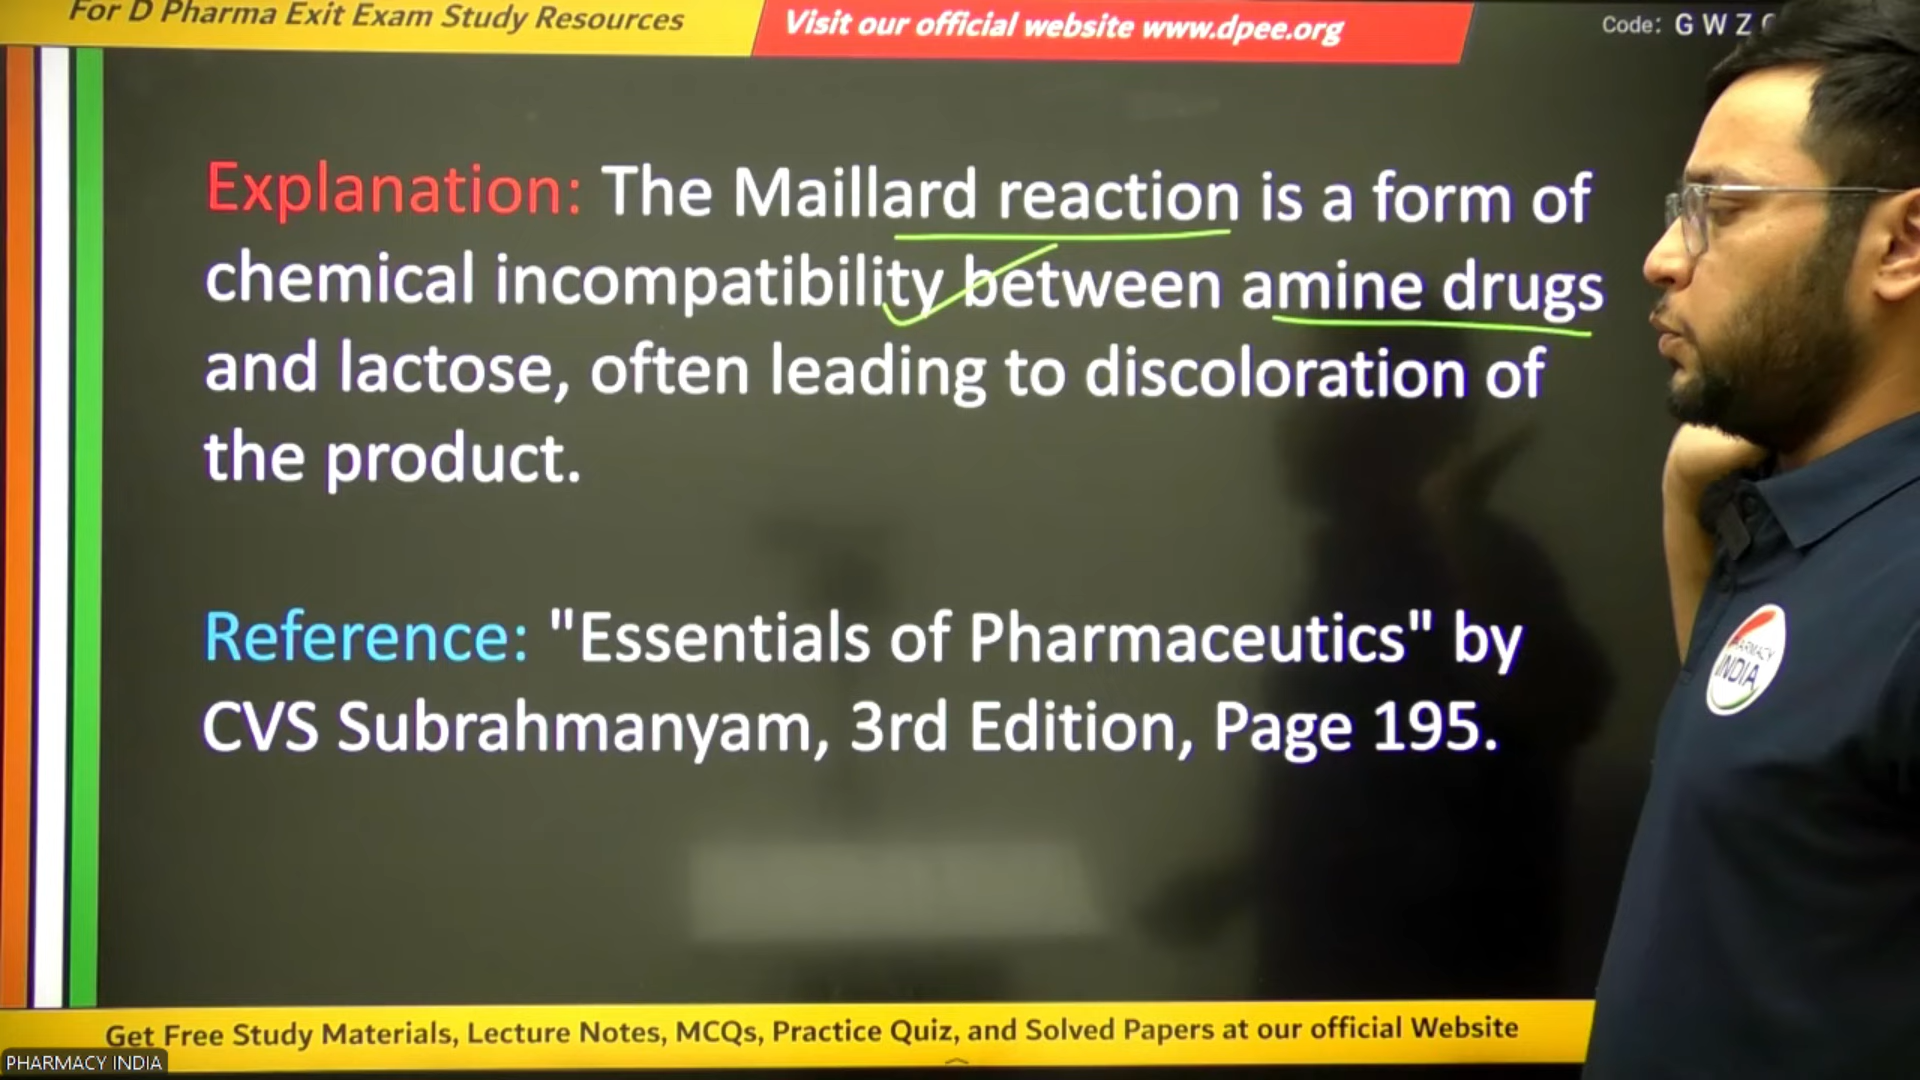 For D Pharma Exit Exam Study Resources
Visit our official website www.dpee.org
Code: G W Z
Explanation: The Maillard reaction is a form of
chemical incompatibility between amine drugs
and lactose, often leading to discoloration of
the product.
Reference: "Essentials of Pharmaceutics" by
CVS Subrahmanyam, 3rd Edition, Page 195.
PHARMACY
INDIA
Get Free Study Materials, Lecture Notes, MCQs, Practice Quiz, and Solved Papers at our official Website
PHARMACY INDIA